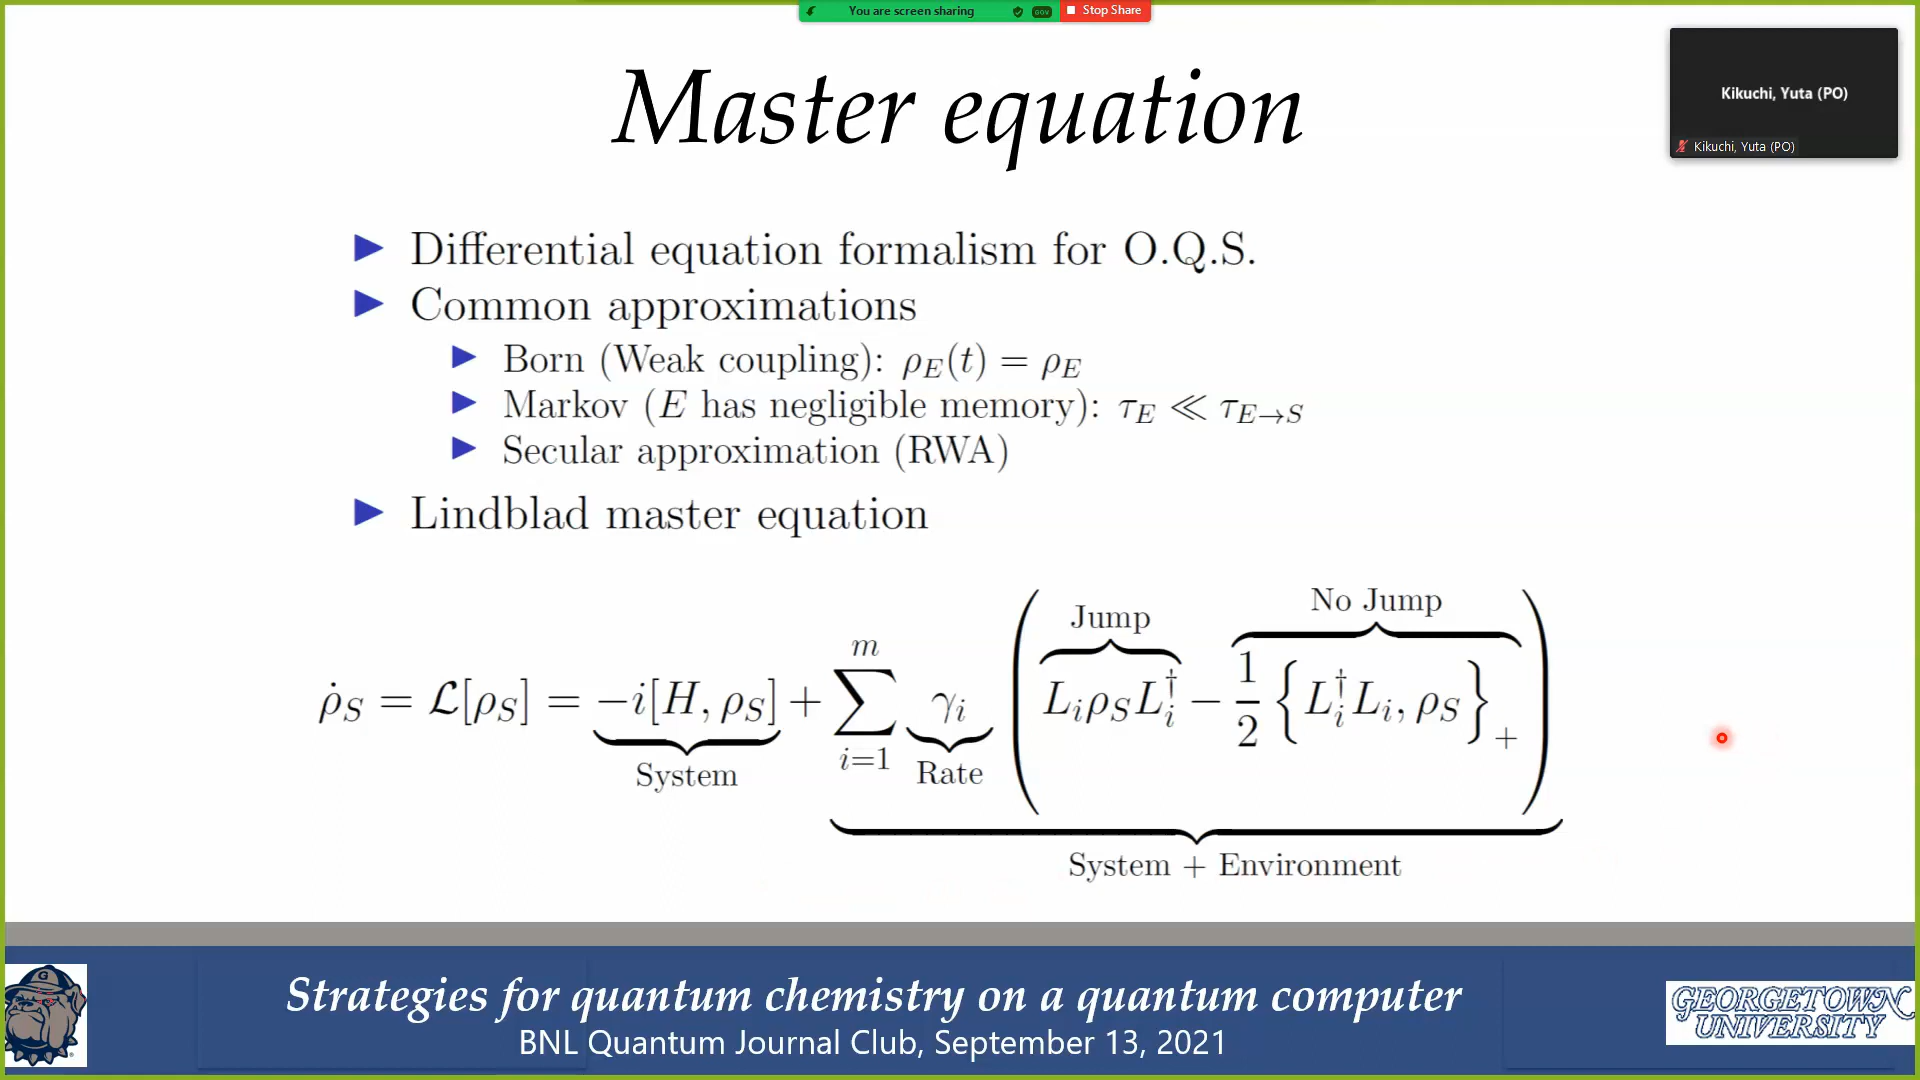 You are screen sharing
GOV
Stop Share
Kikuchi, Yuta (PO)
Kikuchi, Yuta (PO)
Master equation
Differential equation formalism for O.Q.S.
Common approximations
Born (Weak coupling): ρ_E(t) = ρ_E
Markov (E has negligible memory): τ_E ≪ τ_{E→S}
Secular approximation (RWA)
Lindblad master equation
Jump
No Jump
ρ̇_S = ℒ[ρ_S] = −i[H, ρ_S] + ∑_{i=1}^{m} γ_i ( L_i ρ_S L_i^† − 1/2 { L_i^† L_i, ρ_S }_+ )
System
Rate
System + Environment
Strategies for quantum chemistry on a quantum computer
BNL Quantum Journal Club, September 13, 2021
G
GEORGETOWN
UNIVERSITY